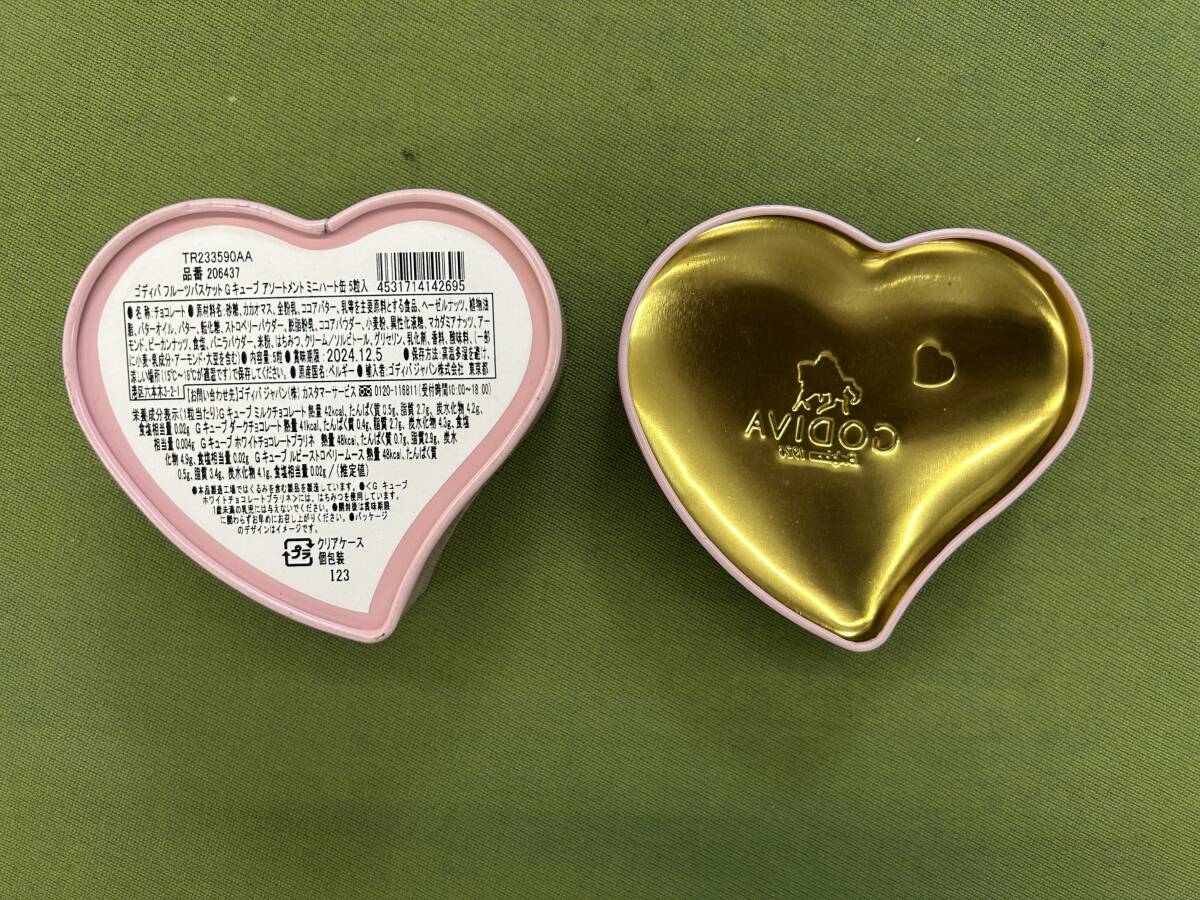 TR233590AA
品番 206437
4531714142695
ゴディバ フルーツバスケット G キューブ アソートメント ミニハート缶 5粒入
●名称:チョコレート ●原材料名:砂糖、カカオマス、全粉乳、ココアバター、乳等を主要原料とする食品、ヘーゼルナッツ、植物油
脂、バターオイル、バター、転化糖、ストロベリーパウダー、脱脂粉乳、ココアパウダー、小麦粉、異性化液糖、マカダミアナッツ、アー
モンド、ピーカンナッツ、食塩、バニラパウダー、米粉、はちみつ、クリーム/ソルビトール、グリセリン、乳化剤、香料、酸味料、(一部
に小麦・乳成分・アーモンド・大豆を含む) ●内容量:5粒 ●賞味期限:2024.12.5 ●保存方法:高温多湿を避け、
涼しい場所(15℃~18℃が適温です)で保存してください。 ●原産国名:ベルギー ●輸入者:ゴディバ ジャパン株式会社 東京都
港区六本木3-2-1 [お問い合わせ先]ゴディバ ジャパン(株) カスタマーサービス 0120-116811(受付時間10:00~18:00)
栄養成分表示(1粒当たり)G キューブ ミルクチョコレート 熱量 42kcal、たんぱく質 0.5g、脂質 2.7g、炭水化物 4.2g、
食塩相当量 0.02g G キューブ ダークチョコレート 熱量 41kcal、たんぱく質 0.4g、脂質 2.7g、炭水化物 4.3g、食塩
相当量 0.004g G キューブ ホワイトチョコレートプラリネ 熱量 48kcal、たんぱく質 0.7g、脂質 2.9g、炭水
化物 4.9g、食塩相当量 0.02g G キューブ ルビーストロベリームース 熱量 48kcal、たんぱく質
0.5g、脂質 3.4g、炭水化物 4.1g、食塩相当量 0.02g/(推定値)
●本品製造工場ではくるみを含む製品を製造しています。 ●<G キューブ
ホワイトチョコレートプラリネ>には、はちみつを使用しています。
1歳未満の乳児には与えないでください。 ●開封後は賞味期限
に関わらずお早めにお召し上がりください。 ●パッケージ
のデザインはイメージです。
プラ クリアケース
個包装
123
GODIVA
Belgium 1926